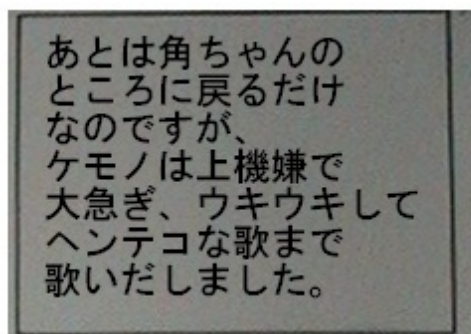 あとは角ちゃんの
ところに戻るだけ
なのですが、
ケモノは上機嫌で
大急ぎ、ウキウキして
ヘンテコな歌まで
歌いだしました。